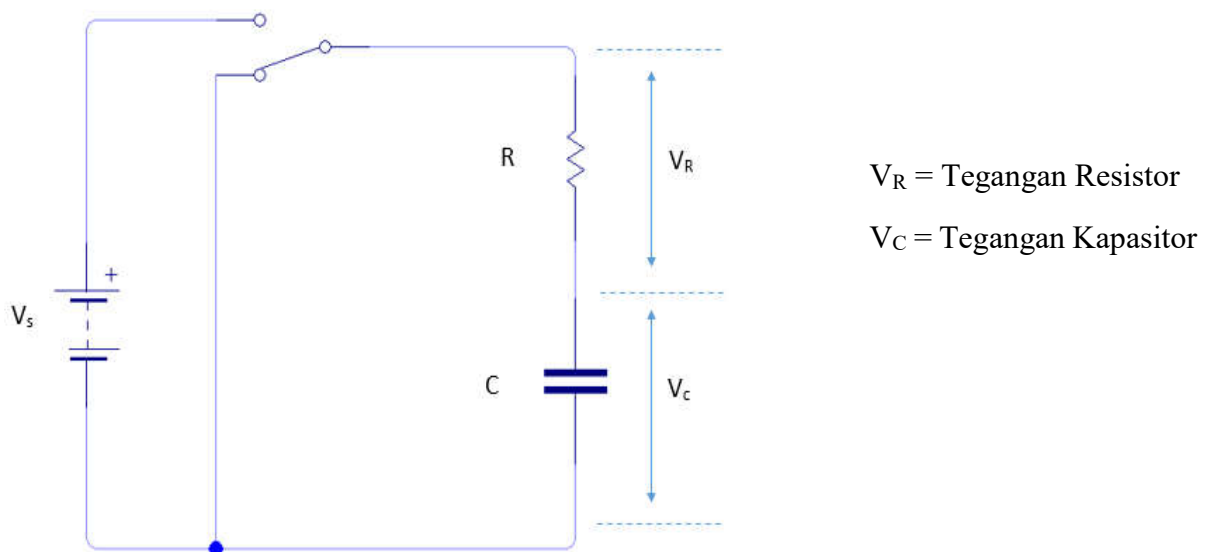 +
V_s
R
V_R
C
V_c
V_R = Tegangan Resistor
V_C = Tegangan Kapasitor